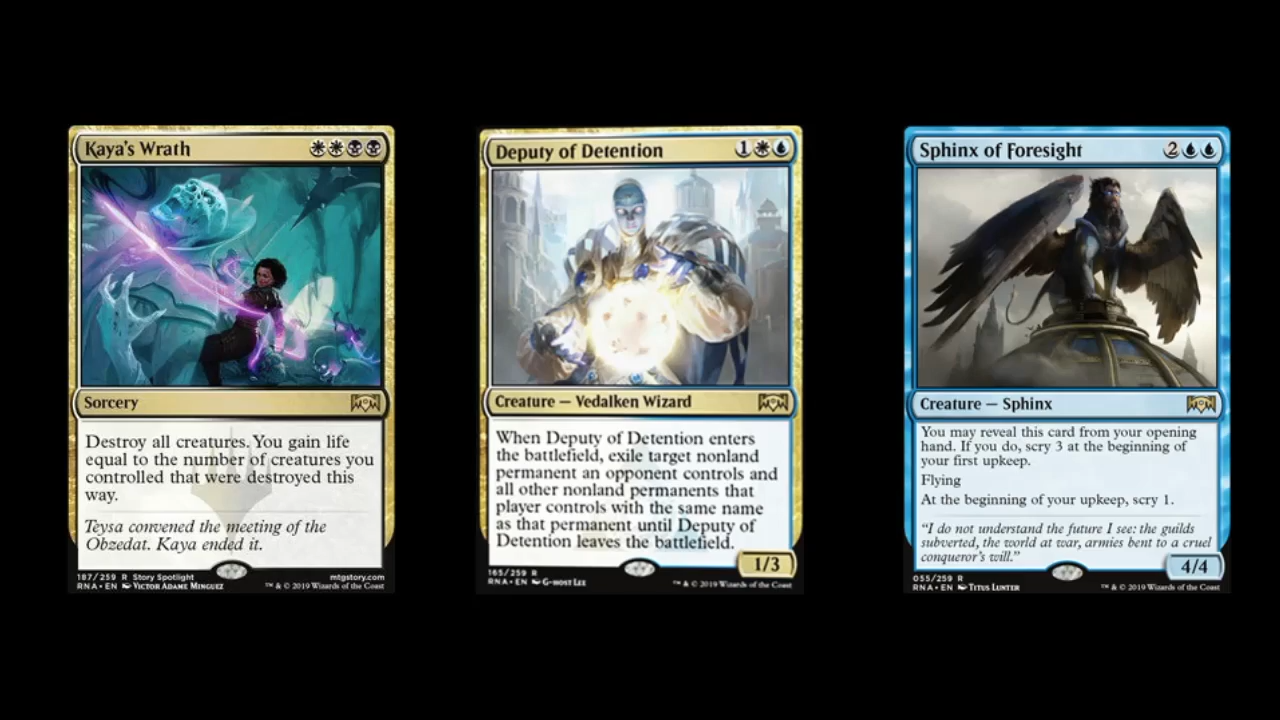 Kaya's Wrath
Sorcery
Destroy all creatures. You gain life
equal to the number of creatures you
controlled that were destroyed this
way.
Teysa convened the meeting of the
Obzedat. Kaya ended it.
187/259 R Story Spotlight
mtgstory.com
RNA • EN Victor Adame Minguez
™ & © 2019 Wizards of the Coast
Deputy of Detention
1
Creature — Vedalken Wizard
When Deputy of Detention enters
the battlefield, exile target nonland
permanent an opponent controls and
all other nonland permanents that
player controls with the same name
as that permanent until Deputy of
Detention leaves the battlefield.
1/3
165/259 R
RNA • EN G-host Lee
™ & © 2019 Wizards of the Coast
Sphinx of Foresight
2
Creature — Sphinx
You may reveal this card from your opening
hand. If you do, scry 3 at the beginning of
your first upkeep.
Flying
At the beginning of your upkeep, scry 1.
"I do not understand the future I see: the guilds
subverted, the world at war, armies bent to a cruel
conqueror's will."
4/4
055/259 R
RNA • EN Titus Lunter
™ & © 2019 Wizards of the Coast